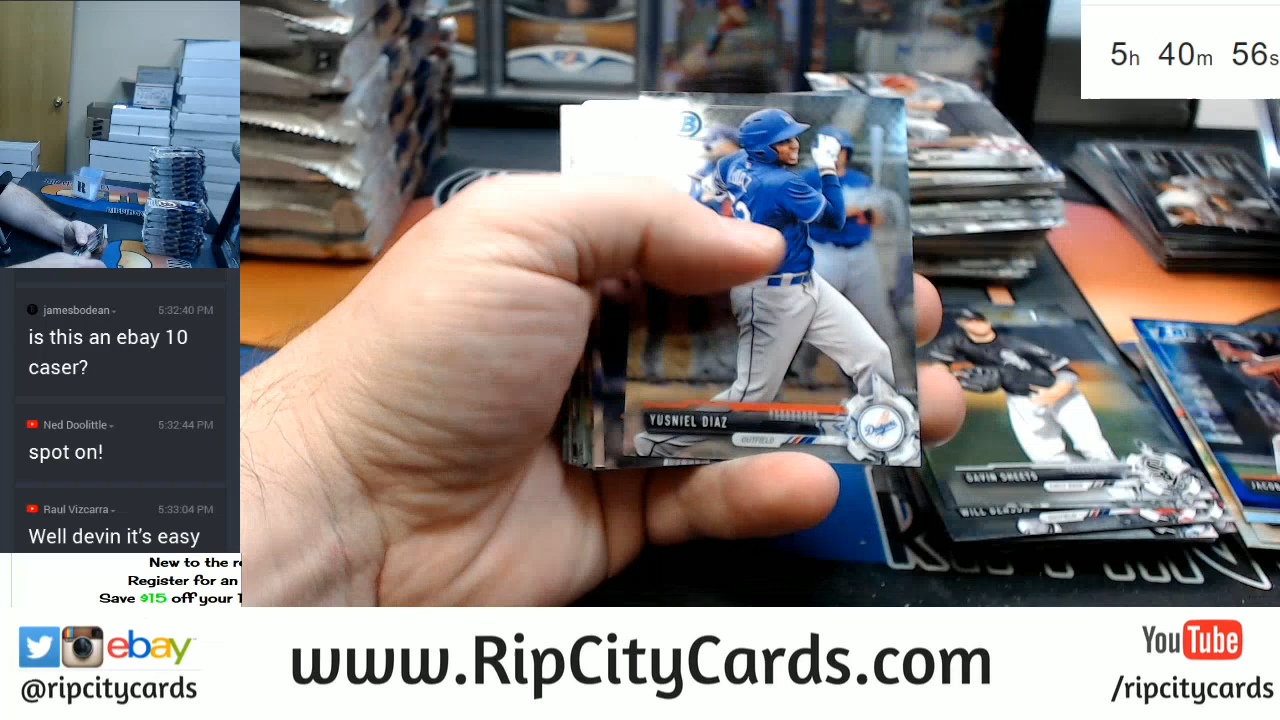 5h 40m 56s
jamesbodean
5:32:40 PM
is this an ebay 10
caser?
Ned Doolittle
5:32:44 PM
spot on!
Raul Vizcarra
5:33:04 PM
Well devin it's easy
New to the r
Register for an
Save $15 off your
B
YUSNIEL DIAZ
OUTFIELD
Dodgers
GAVIN SHEETS
WILL BENSON
JACOB
ebay
@ripcitycards
www.RipCityCards.com
YouTube
/ripcitycards